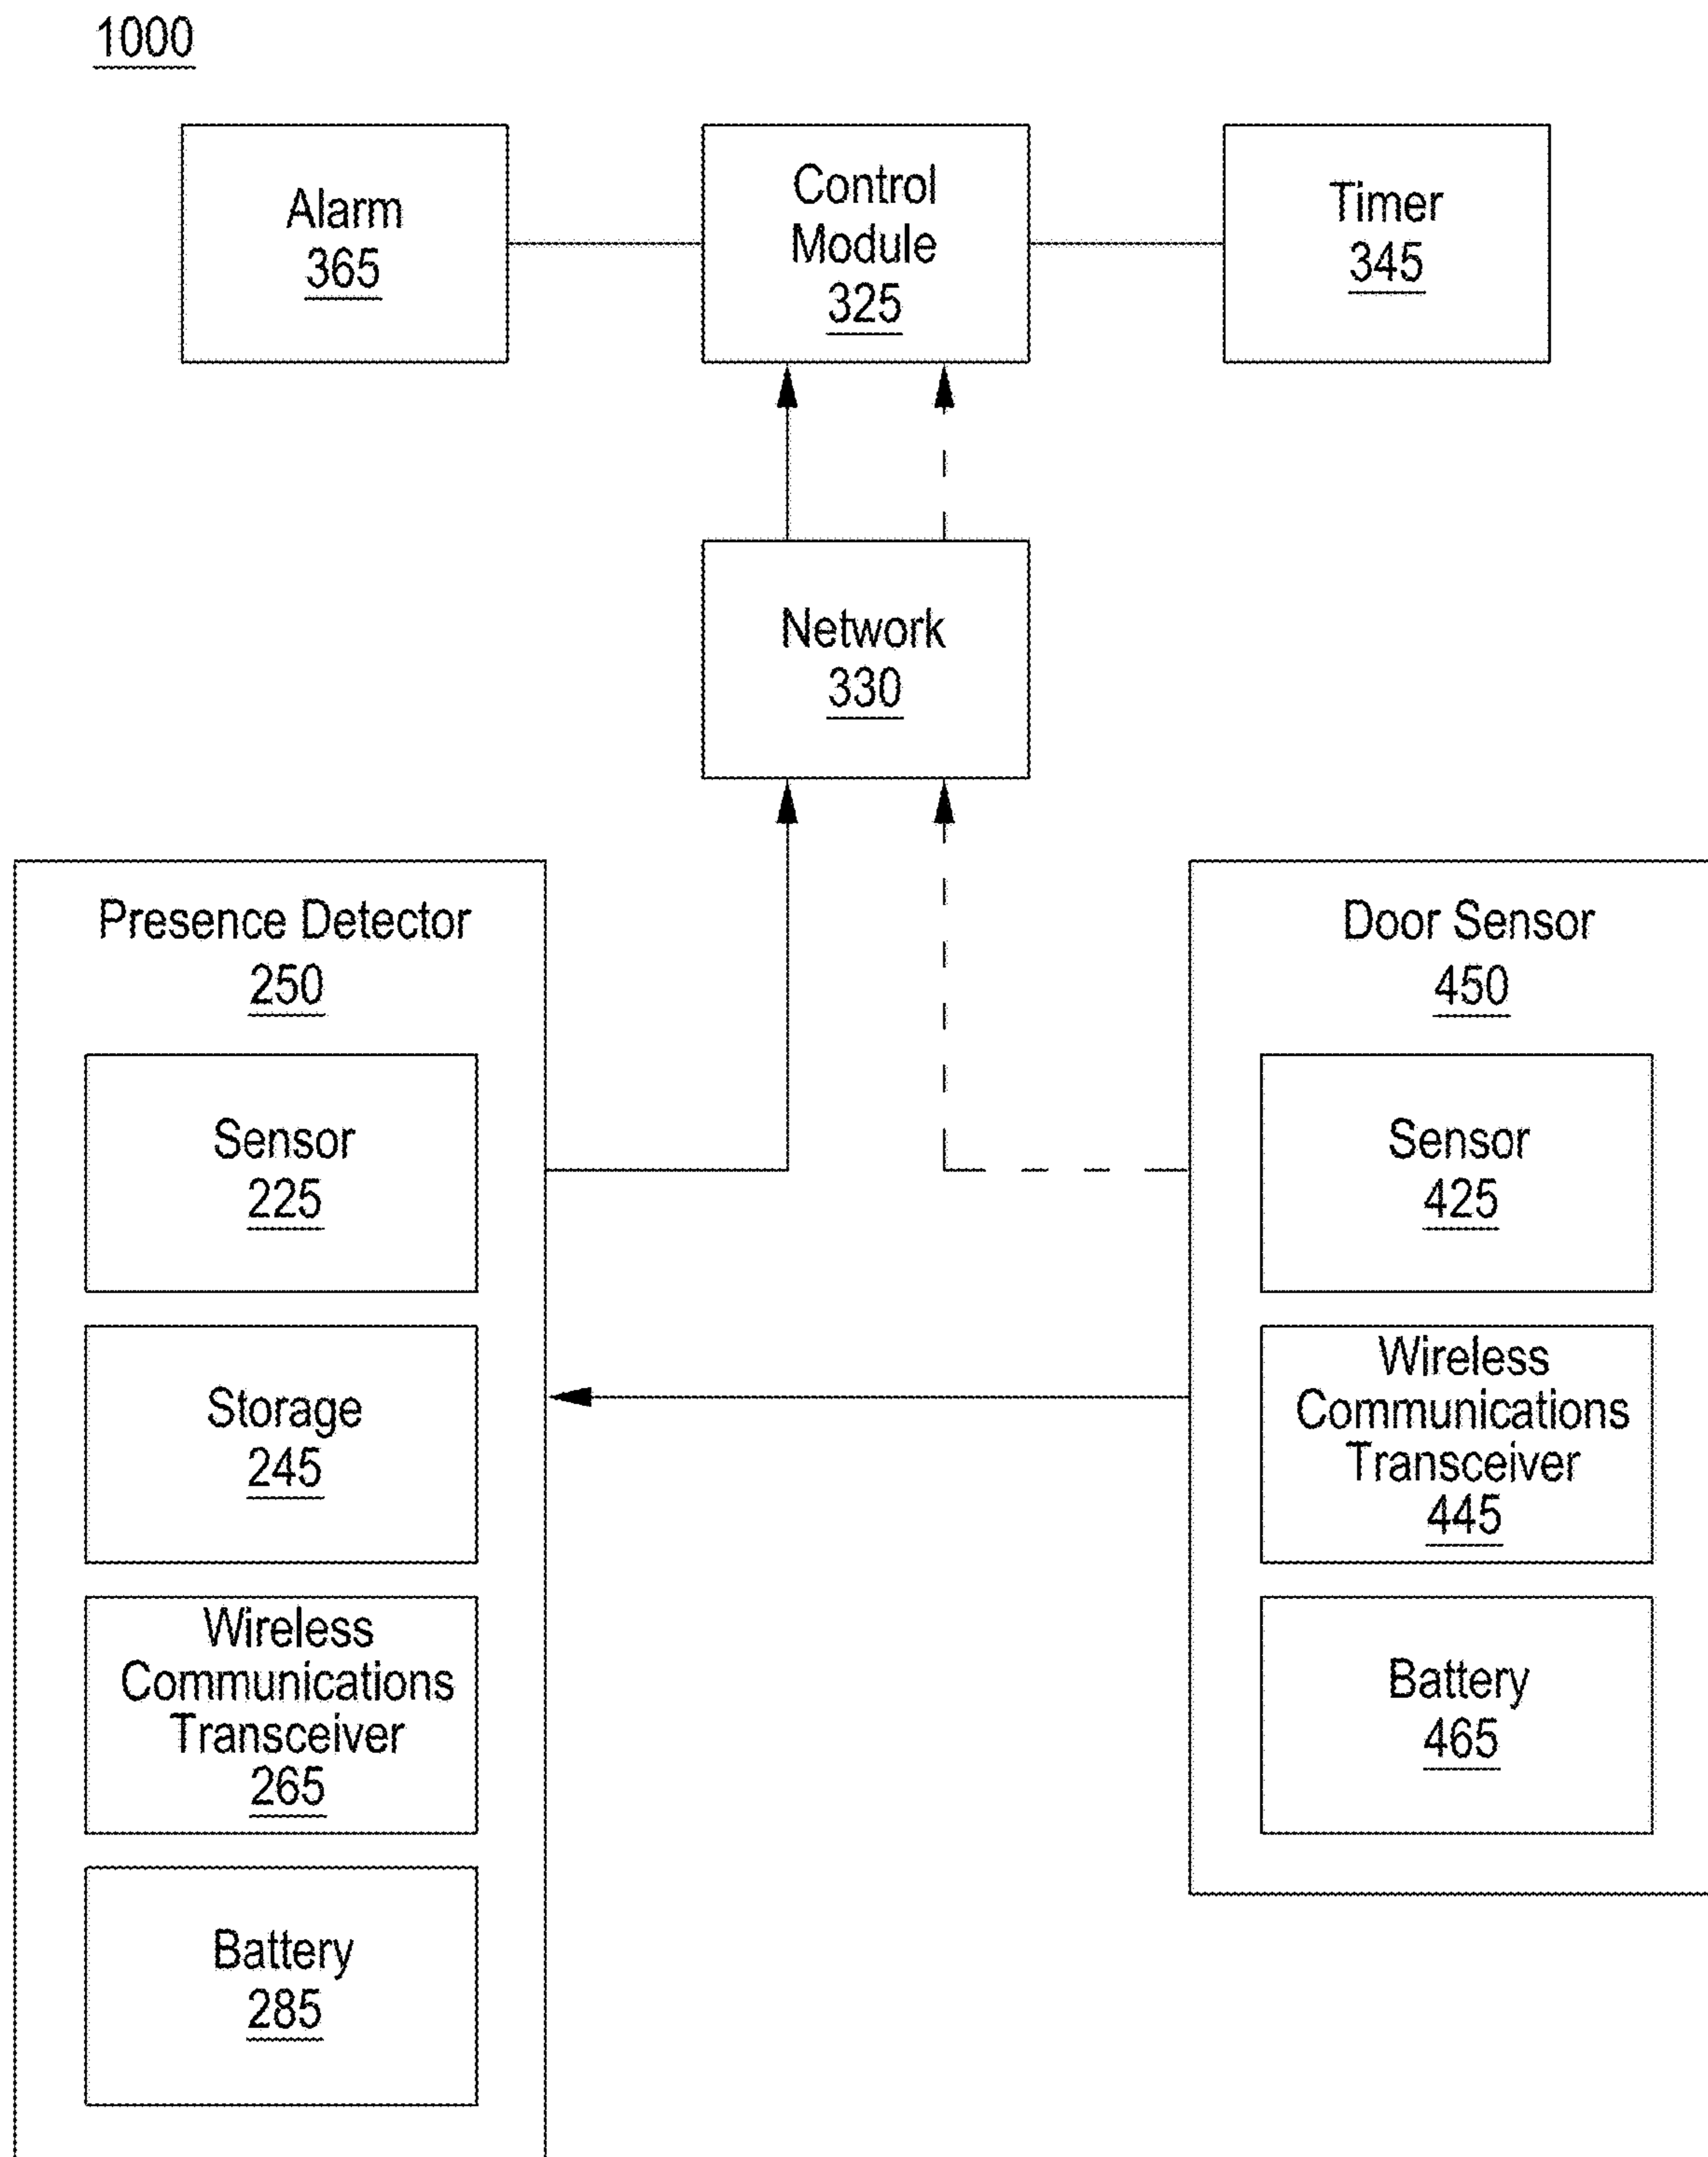 1000
Alarm
365
Control
Module
325
Timer
345
Network
330
Presence Detector
250
Sensor
225
Storage
245
Wireless
Communications
Transceiver
265
Battery
285
Door Sensor
450
Sensor
425
Wireless
Communications
Transceiver
445
Battery
465